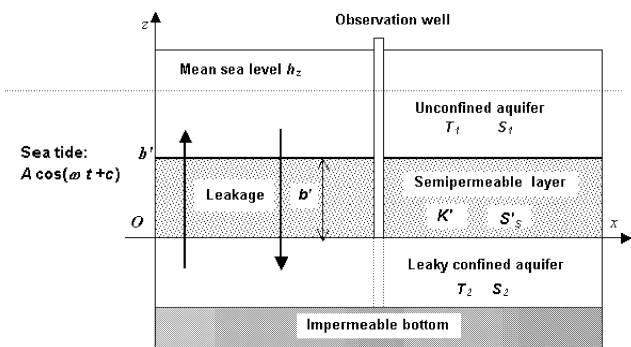 z
Observation well
Mean sea level h_z
Unconfined aquifer
T_1 S_1
Sea tide:
A cos(ω t +c)
b'
Leakage
b'
Semipermeable layer
K' S'_S
O
x
Leaky confined aquifer
T_2 S_2
Impermeable bottom